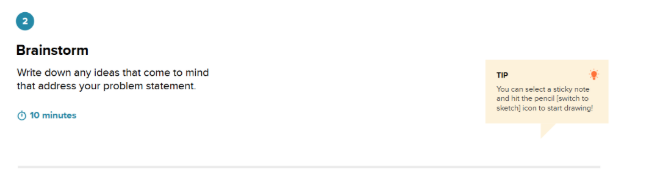 2
Brainstorm
Write down any ideas that come to mind
that address your problem statement.
10 minutes
TIP
You can select a sticky note
and hit the pencil [switch to
sketch] icon to start drawing!